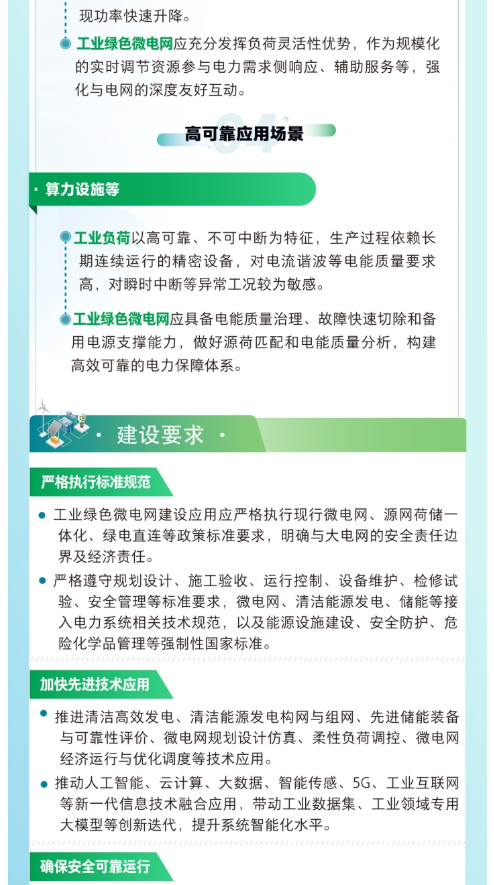 现功率快速升降。
工业绿色微电网应充分发挥负荷灵活性优势，作为规模化
的实时调节资源参与电力需求侧响应、辅助服务等，强
化与电网的深度友好互动。
04
高可靠应用场景
· 算力设施等
工业负荷以高可靠、不可中断为特征，生产过程依赖长
期连续运行的精密设备，对电流谐波等电能质量要求
高，对瞬时中断等异常工况较为敏感。
工业绿色微电网应具备电能质量治理、故障快速切除和备
用电源支撑能力，做好源荷匹配和电能质量分析，构建
高效可靠的电力保障体系。
· 建设要求 ·
严格执行标准规范
● 工业绿色微电网建设应用应严格执行现行微电网、源网荷储一
体化、绿电直连等政策标准要求，明确与大电网的安全责任边
界及经济责任。
● 严格遵守规划设计、施工验收、运行控制、设备维护、检修试
验、安全管理等标准要求，微电网、清洁能源发电、储能等接
入电力系统相关技术规范，以及能源设施建设、安全防护、危
险化学品管理等强制性国家标准。
加快先进技术应用
● 推进清洁高效发电、清洁能源发电构网与组网、先进储能装备
与可靠性评价、微电网规划设计仿真、柔性负荷调控、微电网
经济运行与优化调度等技术应用。
● 推动人工智能、云计算、大数据、智能传感、5G、工业互联网
等新一代信息技术融合应用，带动工业数据集、工业领域专用
大模型等创新迭代，提升系统智能化水平。
确保安全可靠运行